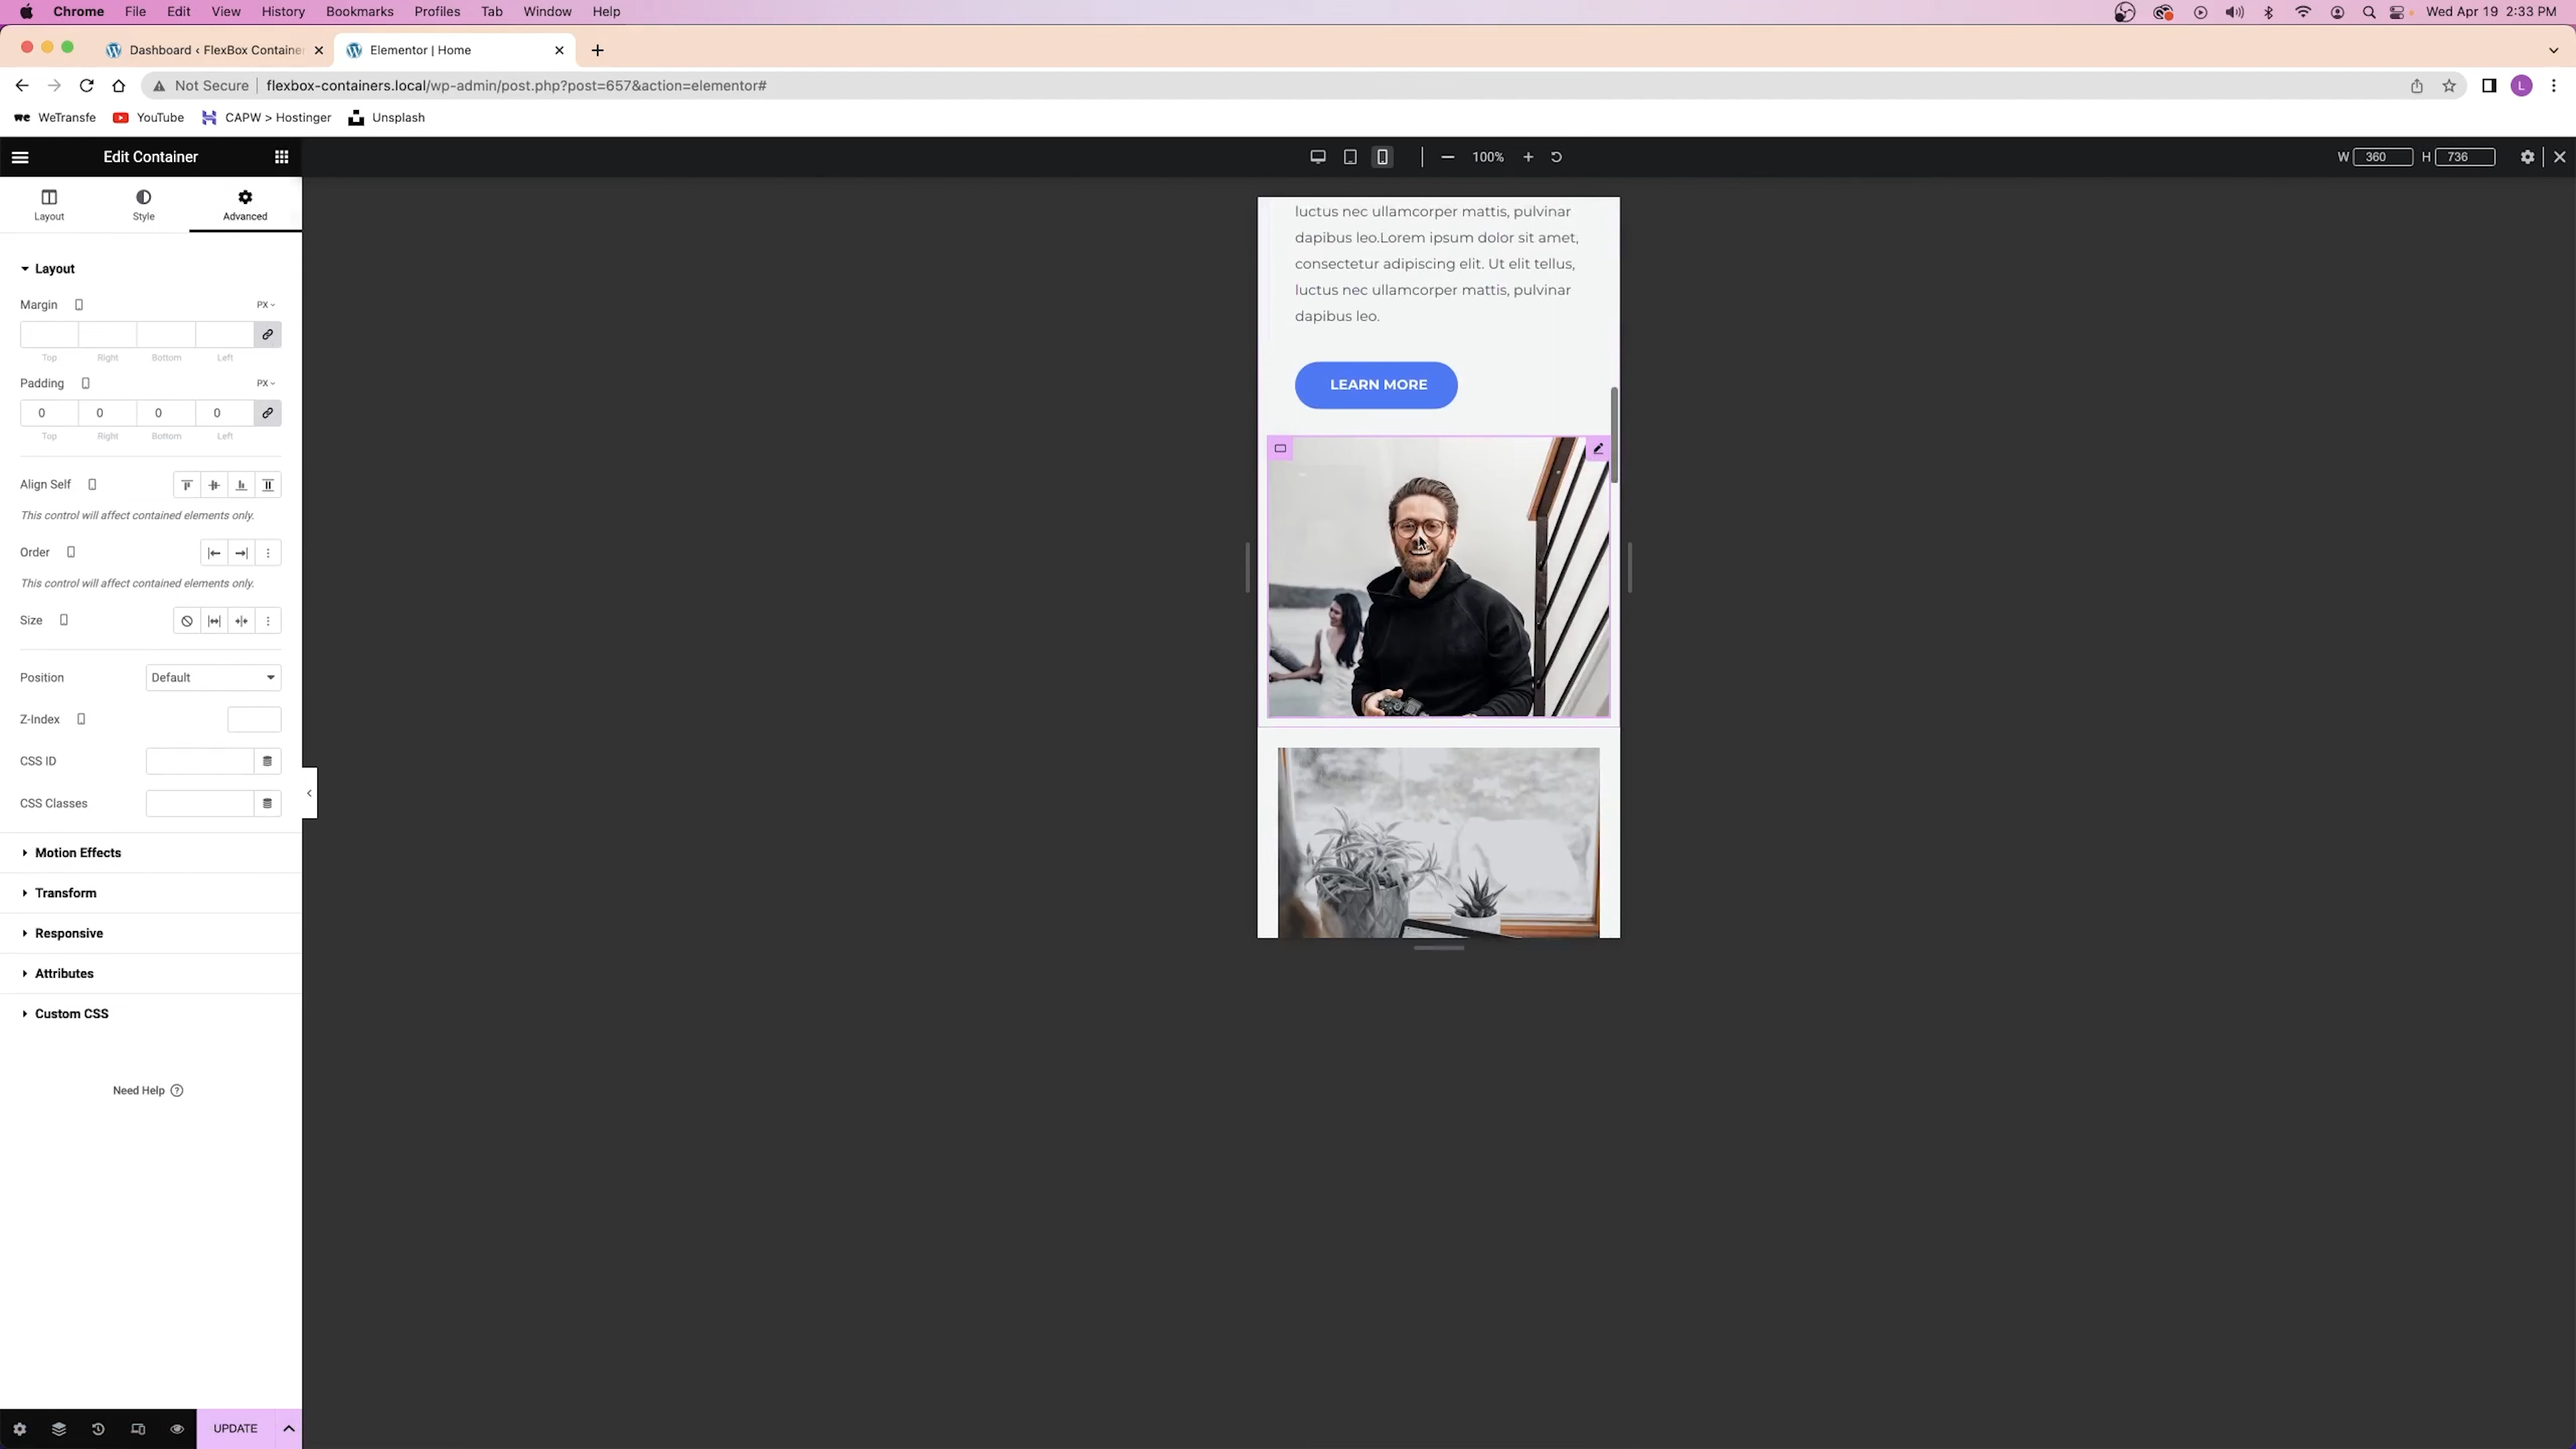 Chrome File Edit View History Bookmarks Profiles Tab Window Help Wed Apr 19 2:33 PM
Dashboard ‹ FlexBox Container Elementor | Home
Not Secure flexbox-containers.local/wp-admin/post.php?post=657&action=elementor# L
we WeTransfe YouTube CAPW > Hostinger Unsplash
Edit Container 100% W 360 H 736
Layout Style Advanced
Layout
Margin PX
Top Right Bottom Left
Padding PX
0 0 0 0
Top Right Bottom Left
Align Self
This control will affect contained elements only.
Order
This control will affect contained elements only.
Size
Position Default
Z-Index
CSS ID
CSS Classes
Motion Effects
Transform
Responsive
Attributes
Custom CSS
Need Help ?
UPDATE
luctus nec ullamcorper mattis, pulvinar
dapibus leo.Lorem ipsum dolor sit amet,
consectetur adipiscing elit. Ut elit tellus,
luctus nec ullamcorper mattis, pulvinar
dapibus leo.
LEARN MORE